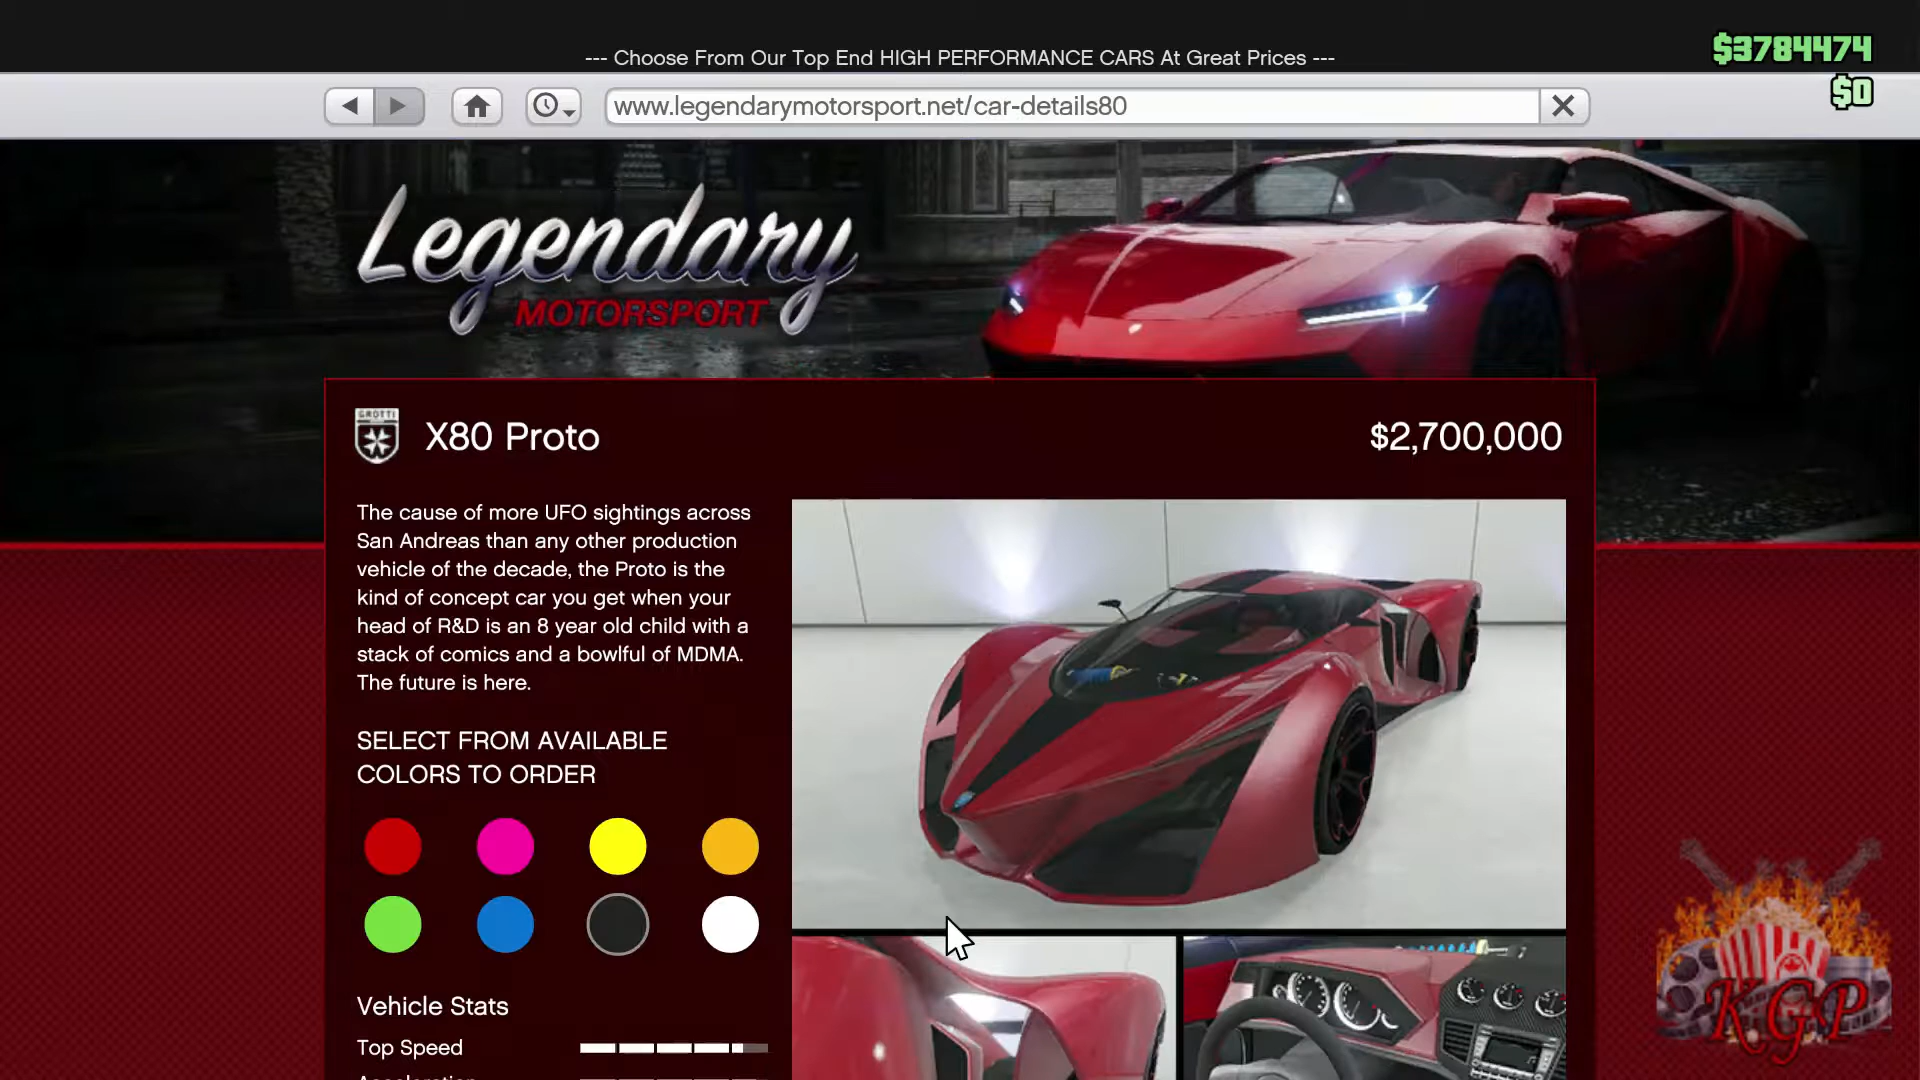 --- Choose From Our Top End HIGH PERFORMANCE CARS At Great Prices ---
$3784474
$0
www.legendarymotorsport.net/car-details80
Legendary
MOTORSPORT
GROTTI
X80 Proto
$2,700,000
The cause of more UFO sightings across
San Andreas than any other production
vehicle of the decade, the Proto is the
kind of concept car you get when your
head of R&D is an 8 year old child with a
stack of comics and a bowlful of MDMA.
The future is here.
SELECT FROM AVAILABLE
COLORS TO ORDER
Vehicle Stats
Top Speed
Acceleration
KGP